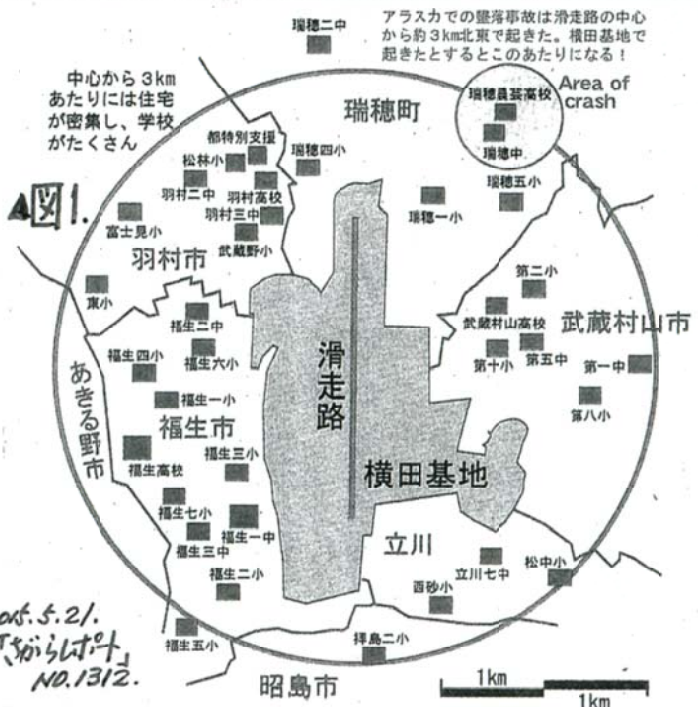 アラスカでの墜落事故は滑走路の中心
から約3km北東で起きた。横田基地で
起きたとするとこのあたりになる！
瑞穂二中
中心から3km
あたりには住宅
が密集し、学校
がたくさん
Area of
crash
瑞穂農芸高校
瑞穂中
瑞穂町
都特別支援
松林小
瑞穂四小
羽村二中
羽村高校
瑞穂五小
図1.
羽村三中
瑞穂一小
富士見小
武蔵野小
羽村市
東小
第二小
福生二中
武蔵村山高校
武蔵村山市
福生四小
福生六小
滑走路
第十小
第五中
第一中
あきる野市
福生一小
第八小
福生市
福生三小
横田基地
福生高校
福生七小
福生一中
福生三中
立川
立川七中
松中小
福生二小
西砂小
2015.5.21.
福生五小
拝島二小
NO.1312.
昭島市
1km
1km